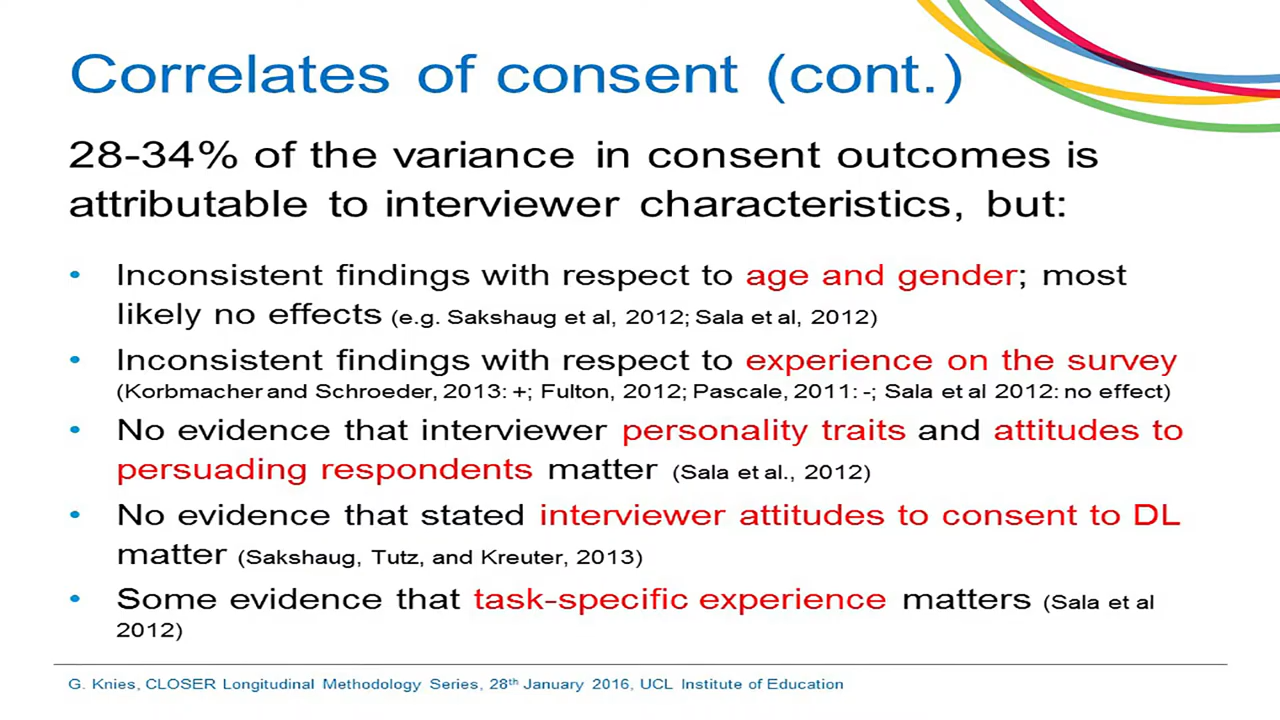 Correlates of consent (cont.)
28-34% of the variance in consent outcomes is
attributable to interviewer characteristics, but:
• Inconsistent findings with respect to age and gender; most
likely no effects (e.g. Sakshaug et al, 2012; Sala et al, 2012)
• Inconsistent findings with respect to experience on the survey
(Korbmacher and Schroeder, 2013: +; Fulton, 2012; Pascale, 2011: -; Sala et al 2012: no effect)
• No evidence that interviewer personality traits and attitudes to
persuading respondents matter (Sala et al., 2012)
• No evidence that stated interviewer attitudes to consent to DL
matter (Sakshaug, Tutz, and Kreuter, 2013)
• Some evidence that task-specific experience matters (Sala et al
2012)
G. Knies, CLOSER Longitudinal Methodology Series, 28th January 2016, UCL Institute of Education